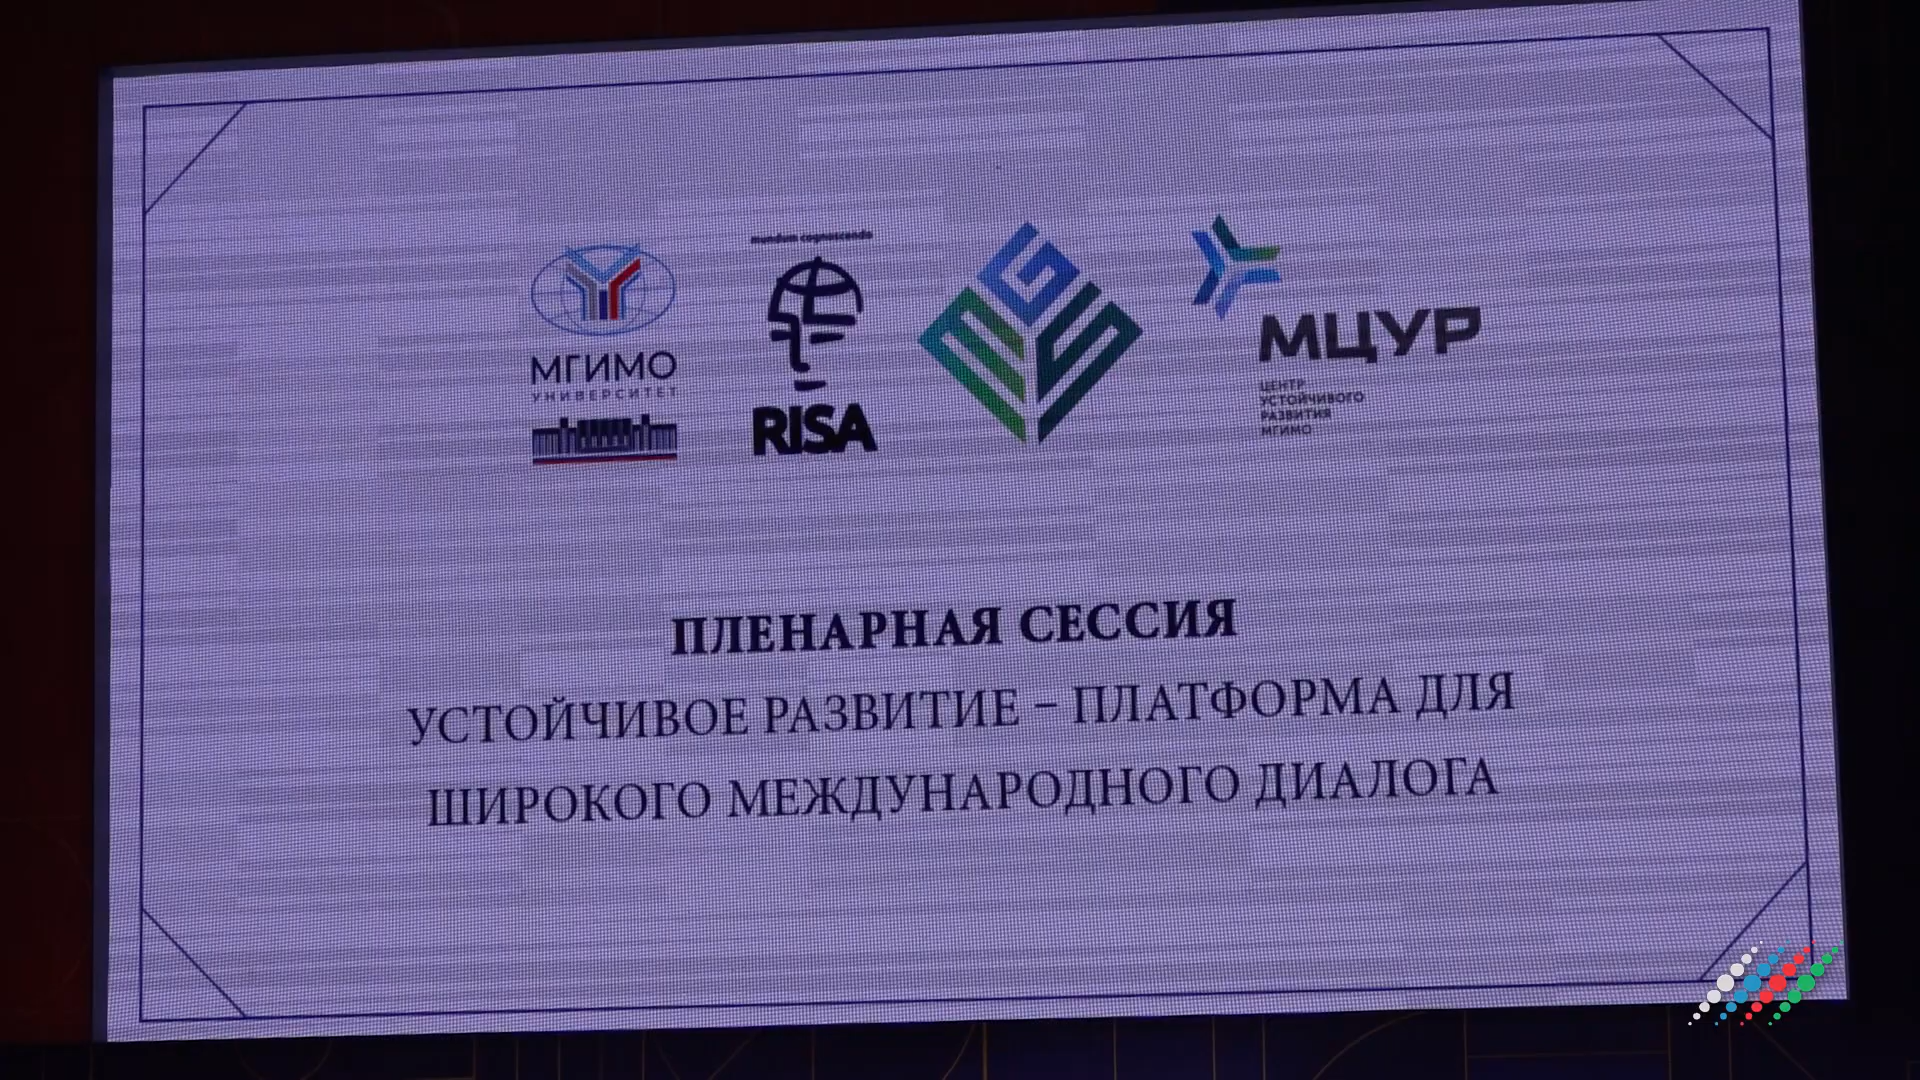 mundum cognoscendo
МГИМО
УНИВЕРСИТЕТ
RISA
МЦУР
ЦЕНТР
УСТОЙЧИВОГО
РАЗВИТИЯ
МГИМО
ПЛЕНАРНАЯ СЕССИЯ
УСТОЙЧИВОЕ РАЗВИТИЕ – ПЛАТФОРМА ДЛЯ
ШИРОКОГО МЕЖДУНАРОДНОГО ДИАЛОГА